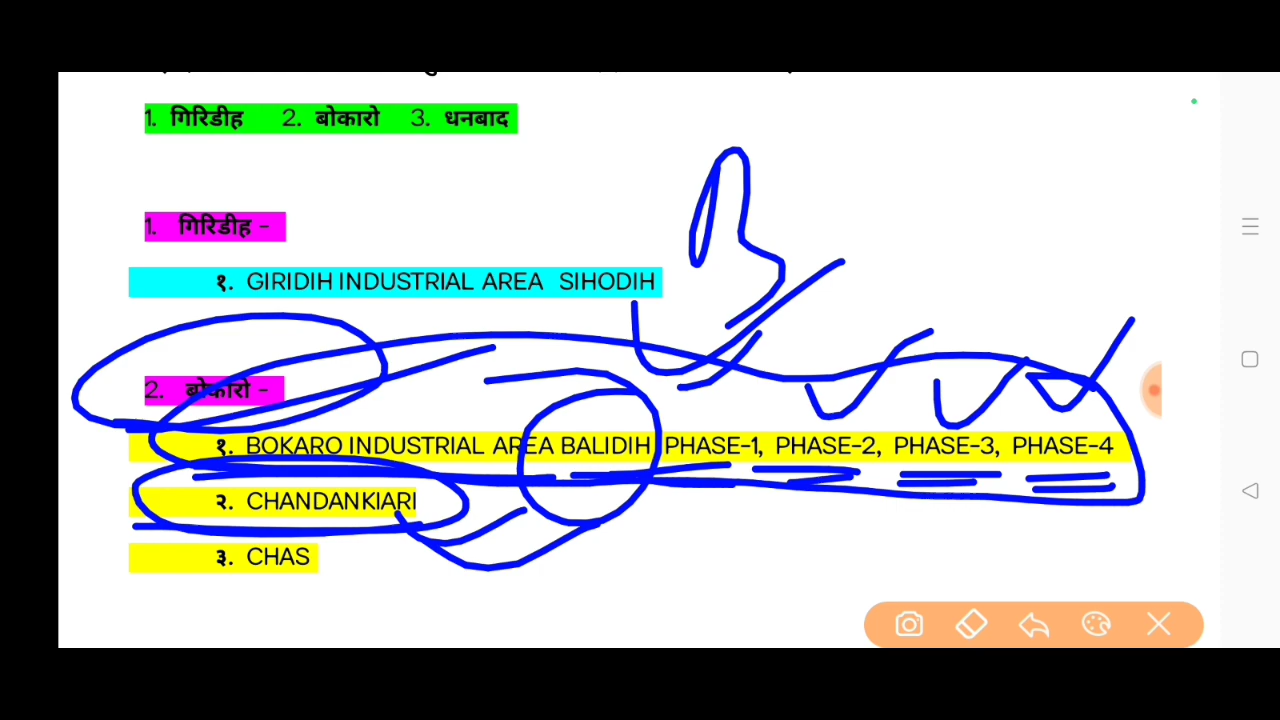 1. गिरिडीह 2. बोकारो 3. धनबाद
1. गिरिडीह -
१. GIRIDIH INDUSTRIAL AREA SIHODIH
2. बोकारो -
१. BOKARO INDUSTRIAL AREA BALIDIH PHASE-1, PHASE-2, PHASE-3, PHASE-4
२. CHANDANKIARI
३. CHAS